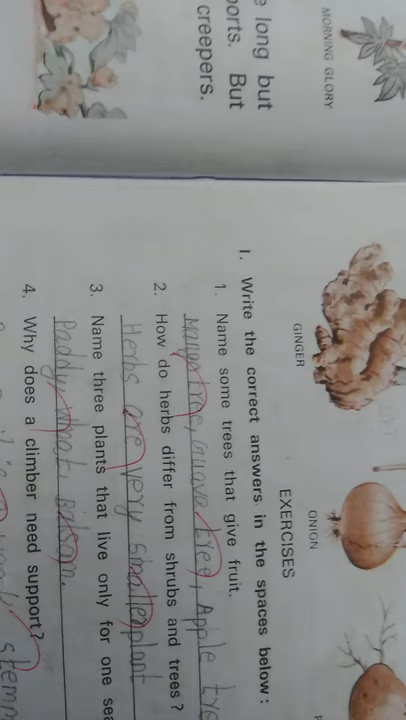 e long but
ports. But
creepers.
MORNING GLORY
GINGER
ONION
EXERCISES
I. Write the correct answers in the spaces below:
1. Name some trees that give fruit.
Mango tree, Guava tree, Apple tre
2. How do herbs differ from shrubs and trees?
Herbs are very smaller plant
3. Name three plants that live only for one sea
Paddy, what, balsam.
4. Why does a climber need support?
stem